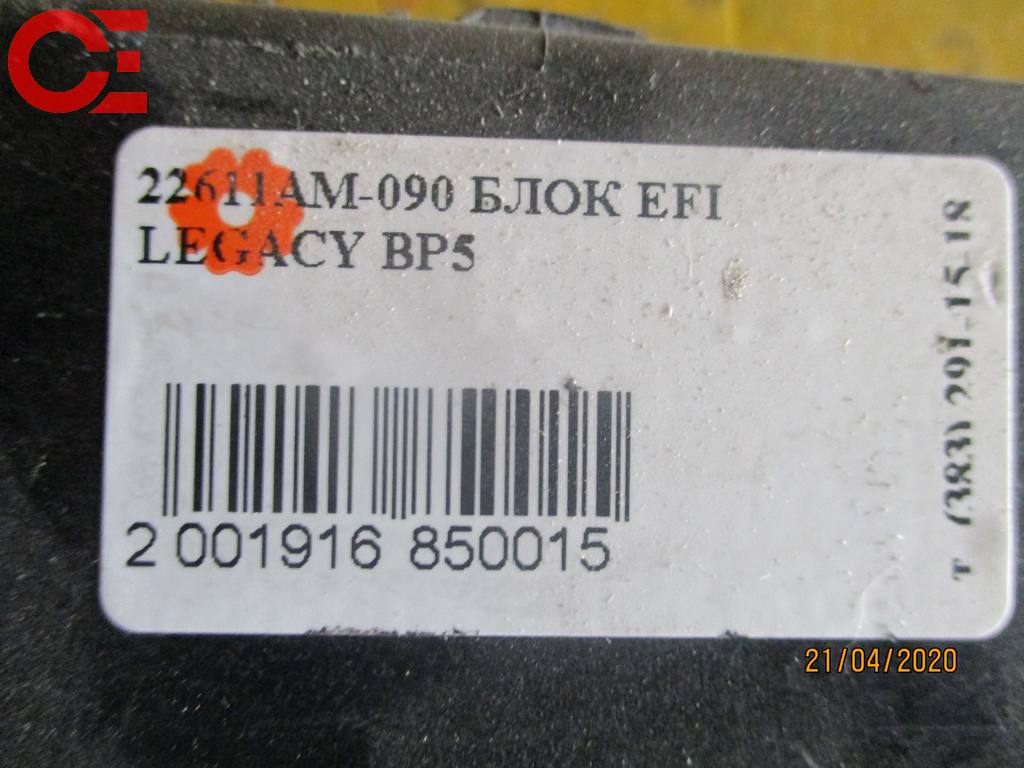 22611AM-090 БЛОК EFI
LEGACY BP5
2 001916 850015
т (383) 291-15-18
21/04/2020